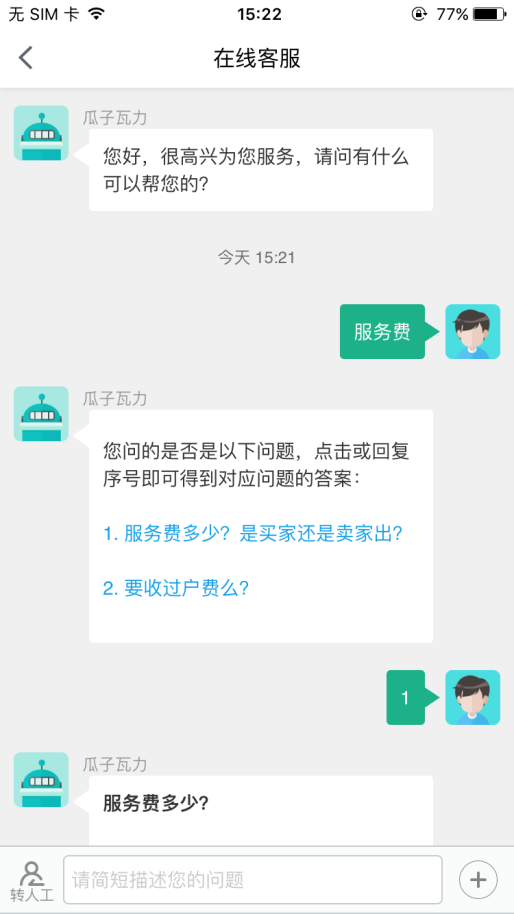 无 SIM 卡
15:22
77%
在线客服
瓜子瓦力
您好，很高兴为您服务，请问有什么
可以帮您的？
今天 15:21
服务费
瓜子瓦力
您问的是否是以下问题，点击或回复
序号即可得到对应问题的答案：
1. 服务费多少？是买家还是卖家出？
2. 要收过户费么？
1
瓜子瓦力
服务费多少？
转人工
请简短描述您的问题